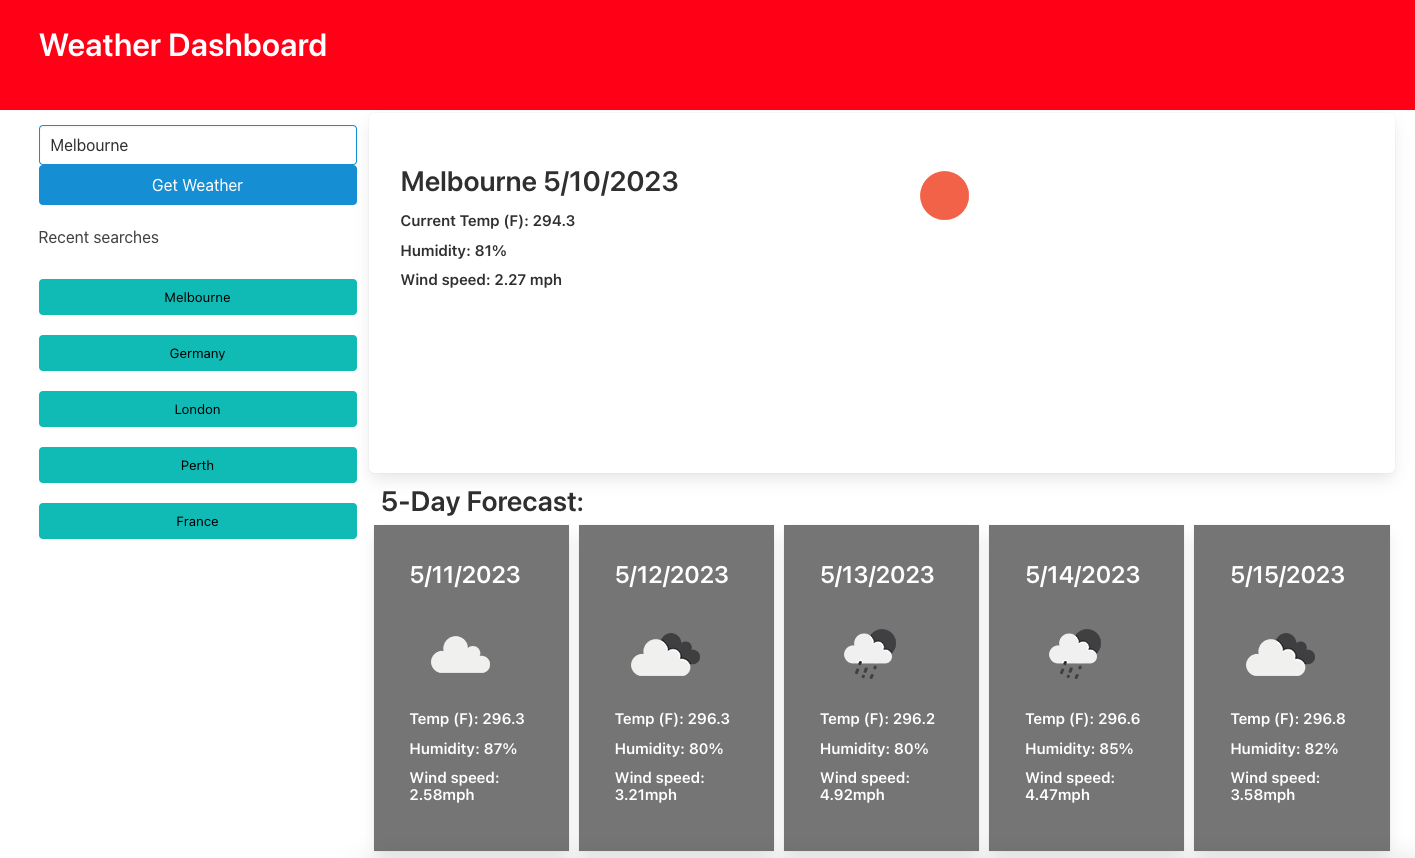 Weather Dashboard
Melbourne
Get Weather
Recent searches
Melbourne
Germany
London
Perth
France
Melbourne 5/10/2023
Current Temp (F): 294.3
Humidity: 81%
Wind speed: 2.27 mph
5-Day Forecast:
5/11/2023
Temp (F): 296.3
Humidity: 87%
Wind speed:
2.58mph
5/12/2023
Temp (F): 296.3
Humidity: 80%
Wind speed:
3.21mph
5/13/2023
Temp (F): 296.2
Humidity: 80%
Wind speed:
4.92mph
5/14/2023
Temp (F): 296.6
Humidity: 85%
Wind speed:
4.47mph
5/15/2023
Temp (F): 296.8
Humidity: 82%
Wind speed:
3.58mph